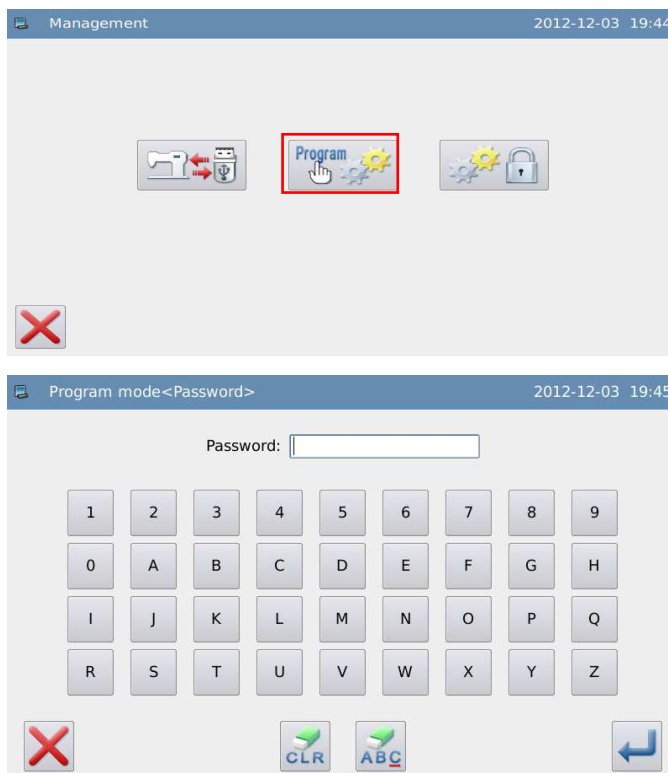 Management 2012-12-03 19:44
Program
Program mode<Password> 2012-12-03 19:45
Password:
1 2 3 4 5 6 7 8 9
0 A B C D E F G H
I J K L M N O P Q
R S T U V W X Y Z
CLR ABC